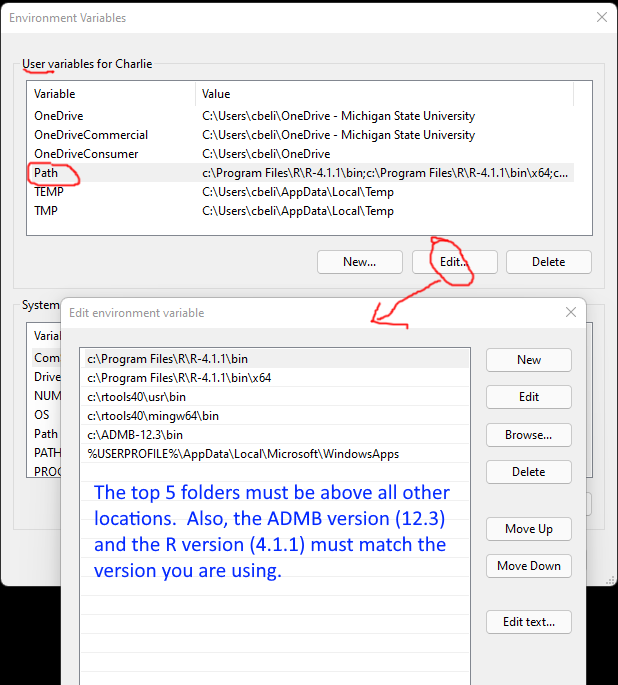 Environment Variables
User variables for Charlie
Variable Value
OneDrive C:\Users\cbeli\OneDrive - Michigan State University
OneDriveCommercial C:\Users\cbeli\OneDrive - Michigan State University
OneDriveConsumer C:\Users\cbeli\OneDrive
Path c:\Program Files\R\R-4.1.1\bin;c:\Program Files\R\R-4.1.1\bin\x64;c...
TEMP C:\Users\cbeli\AppData\Local\Temp
TMP C:\Users\cbeli\AppData\Local\Temp
New... Edit... Delete
System
Varial
Com
Drive
NUM
OS
Path
PATH
PROC
Edit environment variable
c:\Program Files\R\R-4.1.1\bin
c:\Program Files\R\R-4.1.1\bin\x64
c:\rtools40\usr\bin
c:\rtools40\mingw64\bin
c:\ADMB-12.3\bin
%USERPROFILE%\AppData\Local\Microsoft\WindowsApps
The top 5 folders must be above all other
locations. Also, the ADMB version (12.3)
and the R version (4.1.1) must match the
version you are using.
New
Edit
Browse...
Delete
Move Up
Move Down
Edit text...